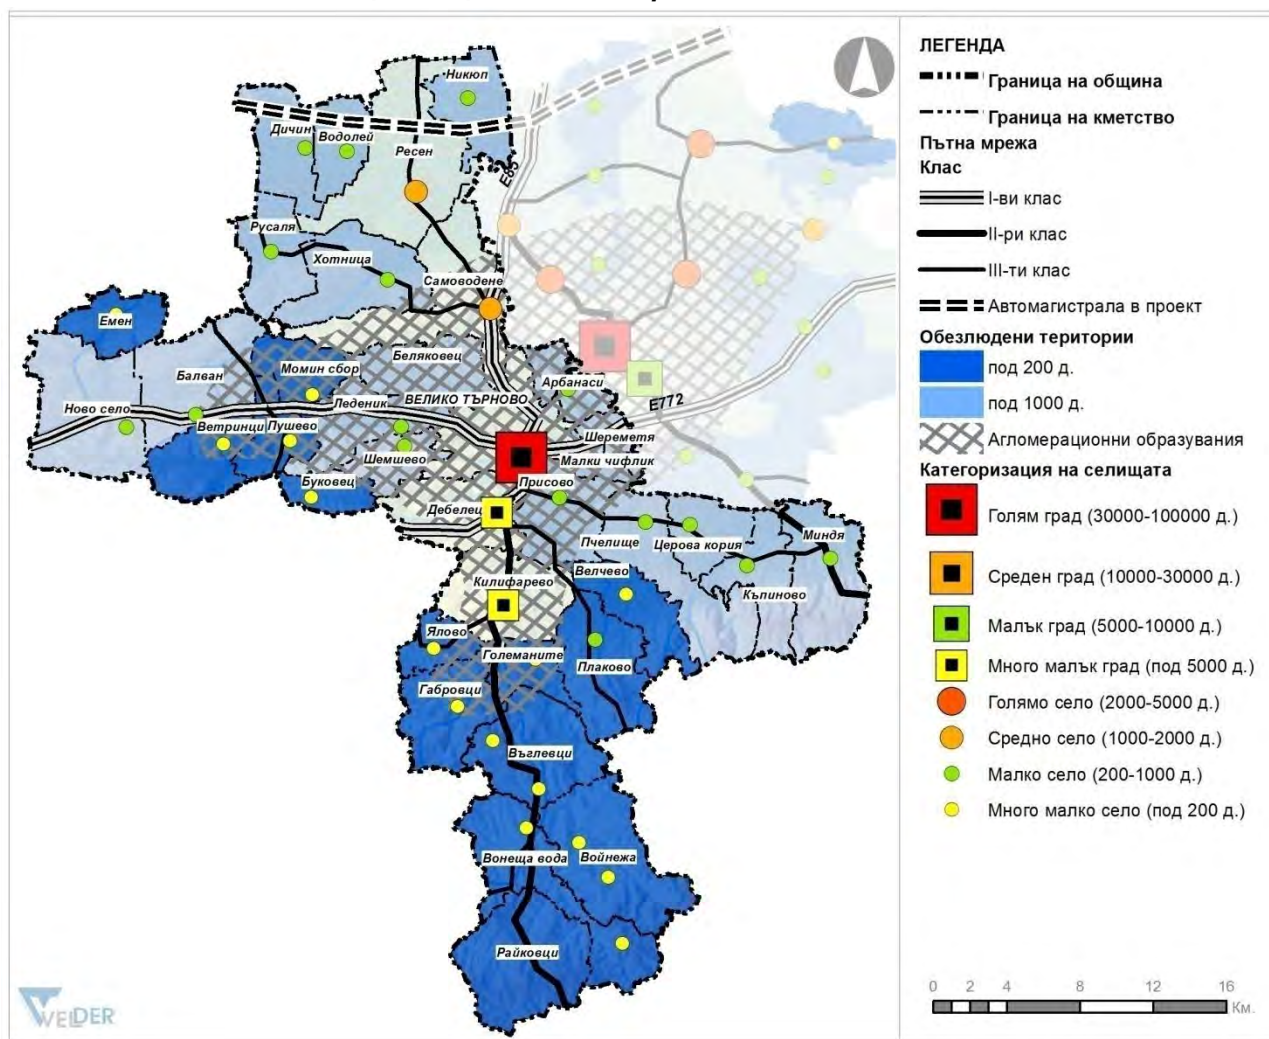 Никюп
Дичин
Водолей
Ресен
E85
Русаля
Хотница
Самоводене
Емен
Беляковец
Балван
Момин сбор
Арбанаси
Ново село
Леденик
ВЕЛИКО ТЪРНОВО
E772
Ветринци
Пушево
Шереметя
Шемшево
Малки чифлик
Буковец
Присово
Дебелец
Пчелище
Церова кория
Миндя
Велчево
Килифарево
Къпиново
Ялово
Големаните
Плаково
Габровци
Въглевци
Вонеща вода
Войнежа
Райковци
WELDER
ЛЕГЕНДА
Граница на община
Граница на кметство
Пътна мрежа
Клас
I-ви клас
II-ри клас
III-ти клас
Автомагистрала в проект
Обезлюдени територии
под 200 д.
под 1000 д.
Агломерационни образувания
Категоризация на селищата
Голям град (30000-100000 д.)
Среден град (10000-30000 д.)
Малък град (5000-10000 д.)
Много малък град (под 5000 д.)
Голямо село (2000-5000 д.)
Средно село (1000-2000 д.)
Малко село (200-1000 д.)
Много малко село (под 200 д.)
0 2 4 8 12 16
Км.